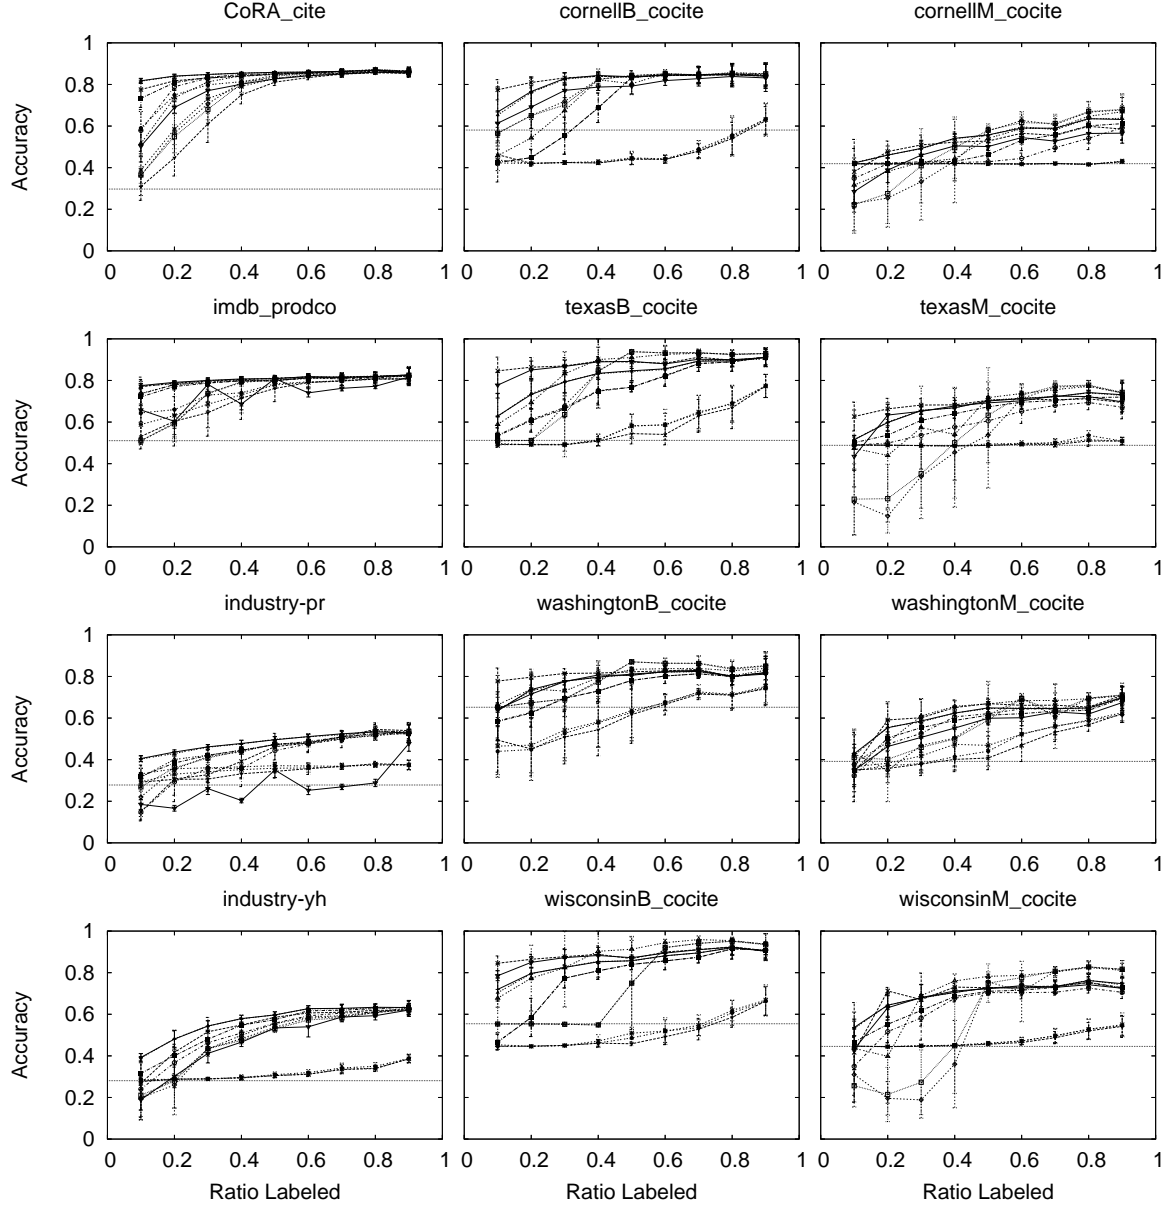 CoRA_cite cornellB_cocite cornellM_cocite
1
0.8
0.6
0.4
0.2
0
Accuracy
0 0.2 0.4 0.6 0.8 0 0.2 0.4 0.6 0.8 0 0.2 0.4 0.6 0.8 1
imdb_prodco texasB_cocite texasM_cocite
1
0.8
0.6
0.4
0.2
0
Accuracy
0 0.2 0.4 0.6 0.8 0 0.2 0.4 0.6 0.8 0 0.2 0.4 0.6 0.8 1
industry-pr washingtonB_cocite washingtonM_cocite
1
0.8
0.6
0.4
0.2
0
Accuracy
0 0.2 0.4 0.6 0.8 0 0.2 0.4 0.6 0.8 0 0.2 0.4 0.6 0.8 1
industry-yh wisconsinB_cocite wisconsinM_cocite
1
0.8
0.6
0.4
0.2
0
Accuracy
0 0.2 0.4 0.6 0.8 0 0.2 0.4 0.6 0.8 0 0.2 0.4 0.6 0.8 1
Ratio Labeled Ratio Labeled Ratio Labeled